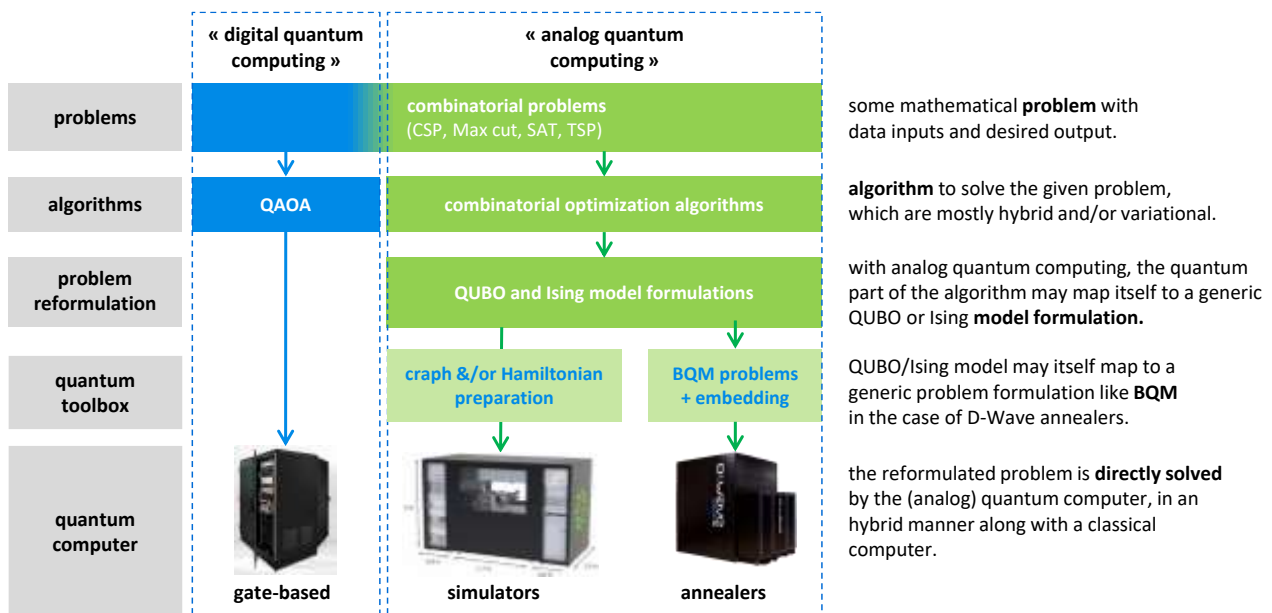 « digital quantum
computing »
« analog quantum
computing »
problems
combinatorial problems
(CSP, Max cut, SAT, TSP)
some mathematical problem with
data inputs and desired output.
algorithms
QAOA
combinatorial optimization algorithms
algorithm to solve the given problem,
which are mostly hybrid and/or variational.
problem
reformulation
QUBO and Ising model formulations
with analog quantum computing, the quantum
part of the algorithm may map itself to a generic
QUBO or Ising model formulation.
quantum
toolbox
craph &/or Hamiltonian
preparation
BQM problems
+ embedding
QUBO/Ising model may itself map to a
generic problem formulation like BQM
in the case of D-Wave annealers.
quantum
computer
D:WAVE
the reformulated problem is directly solved
by the (analog) quantum computer, in an
hybrid manner along with a classical
computer.
gate-based
simulators
annealers